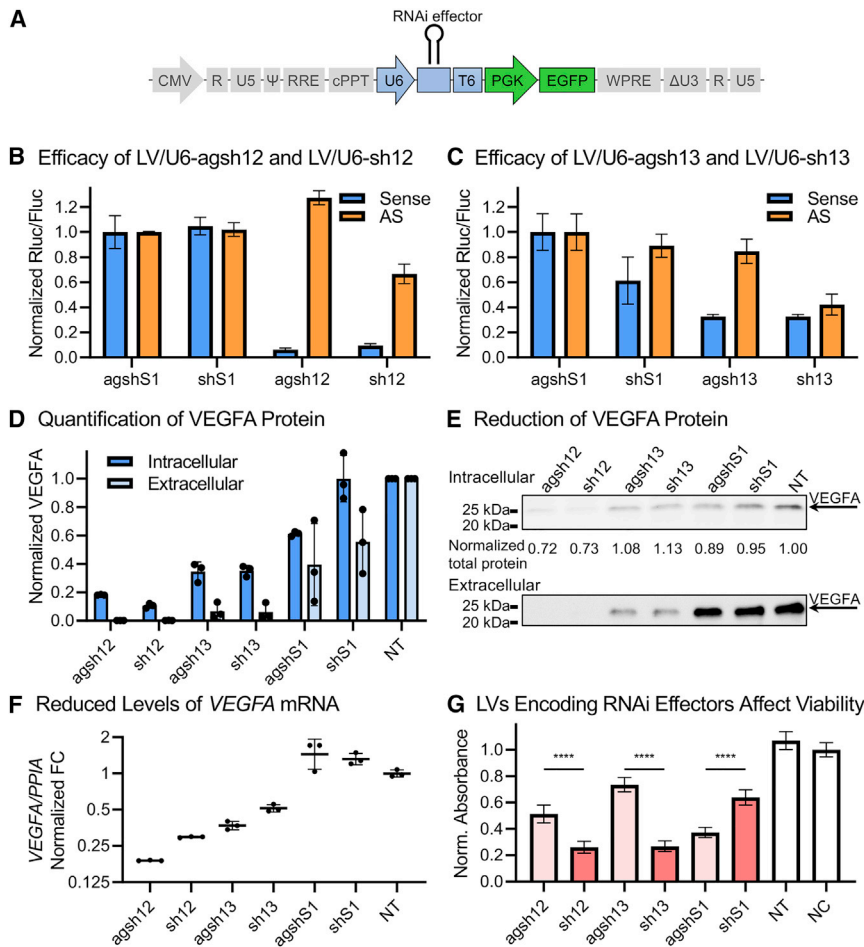 A
RNAi effector
CMV R U5 Ψ RRE cPPT U6 T6 PGK EGFP WPRE ΔU3 R U5
B Efficacy of LV/U6-agsh12 and LV/U6-sh12
Normalized Rluc/Fluc
1.2
1.0
0.8
0.6
0.4
0.2
0.0
Sense
AS
agshS1 shS1 agsh12 sh12
C Efficacy of LV/U6-agsh13 and LV/U6-sh13
Normalized Rluc/Fluc
1.2
1.0
0.8
0.6
0.4
0.2
0.0
Sense
AS
agshS1 shS1 agsh13 sh13
D Quantification of VEGFA Protein
Normalized VEGFA
1.0
0.8
0.6
0.4
0.2
0.0
Intracellular
Extracellular
agsh12 sh12 agsh13 sh13 agshS1 shS1 NT
E Reduction of VEGFA Protein
agsh12 sh12 agsh13 sh13 agshS1 shS1 NT
Intracellular
VEGFA
25 kDa
20 kDa
Normalized total protein 0.72 0.73 1.08 1.13 0.89 0.95 1.00
Extracellular
VEGFA
25 kDa
20 kDa
F Reduced Levels of VEGFA mRNA
VEGFA/PPIA
Normalized FC
2
1
0.5
0.25
0.125
agsh12 sh12 agsh13 sh13 agshS1 shS1 NT
G LVs Encoding RNAi Effectors Affect Viability
Norm. Absorbance
1.0
0.8
0.6
0.4
0.2
0.0
**** **** ****
agsh12 sh12 agsh13 sh13 agshS1 shS1 NT NC